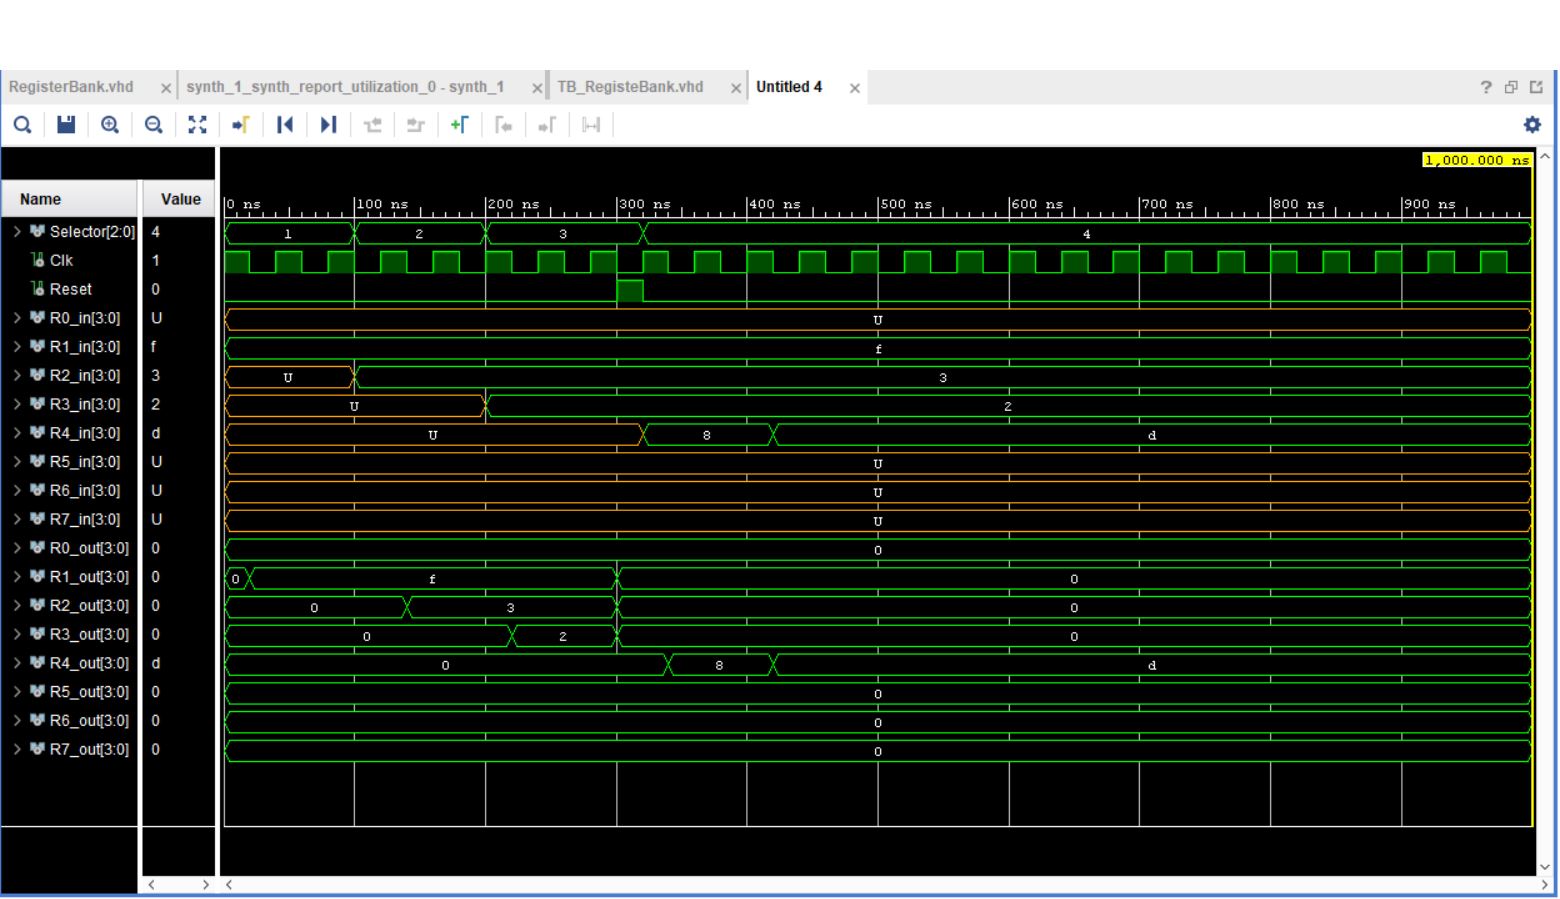 RegisterBank.vhd × synth_1_synth_report_utilization_0 - synth_1 × TB_RegisteBank.vhd × Untitled 4 × ?
1,000.000 ns
Name Value 0 ns 100 ns 200 ns 300 ns 400 ns 500 ns 600 ns 700 ns 800 ns 900 ns
Selector[2:0] 4 1 2 3 4
Clk 1
Reset 0
R0_in[3:0] U U
R1_in[3:0] f f
R2_in[3:0] 3 U 3
R3_in[3:0] 2 U 2
R4_in[3:0] d U 8 d
R5_in[3:0] U U
R6_in[3:0] U U
R7_in[3:0] U U
R0_out[3:0] 0 0
R1_out[3:0] 0 0 f 0
R2_out[3:0] 0 0 3 0
R3_out[3:0] 0 0 2 0
R4_out[3:0] d 0 8 d
R5_out[3:0] 0 0
R6_out[3:0] 0 0
R7_out[3:0] 0 0